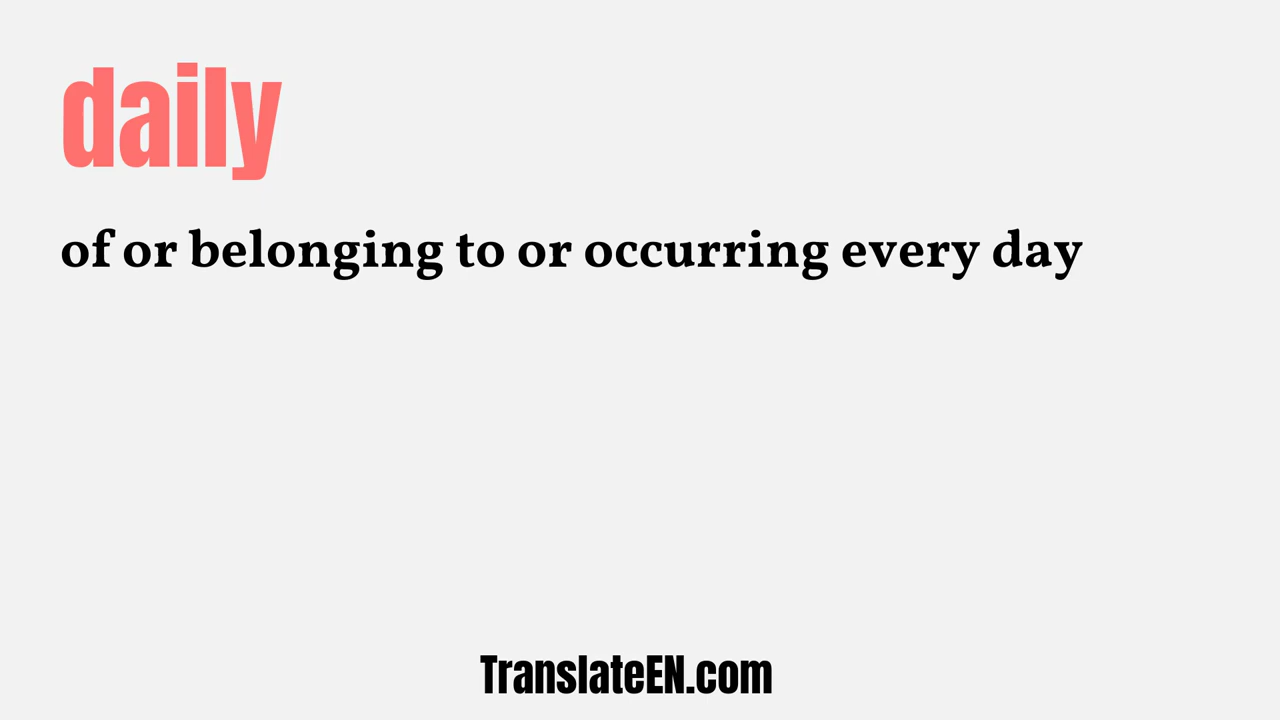 daily
of or belonging to or occurring every day
TranslateEN.com